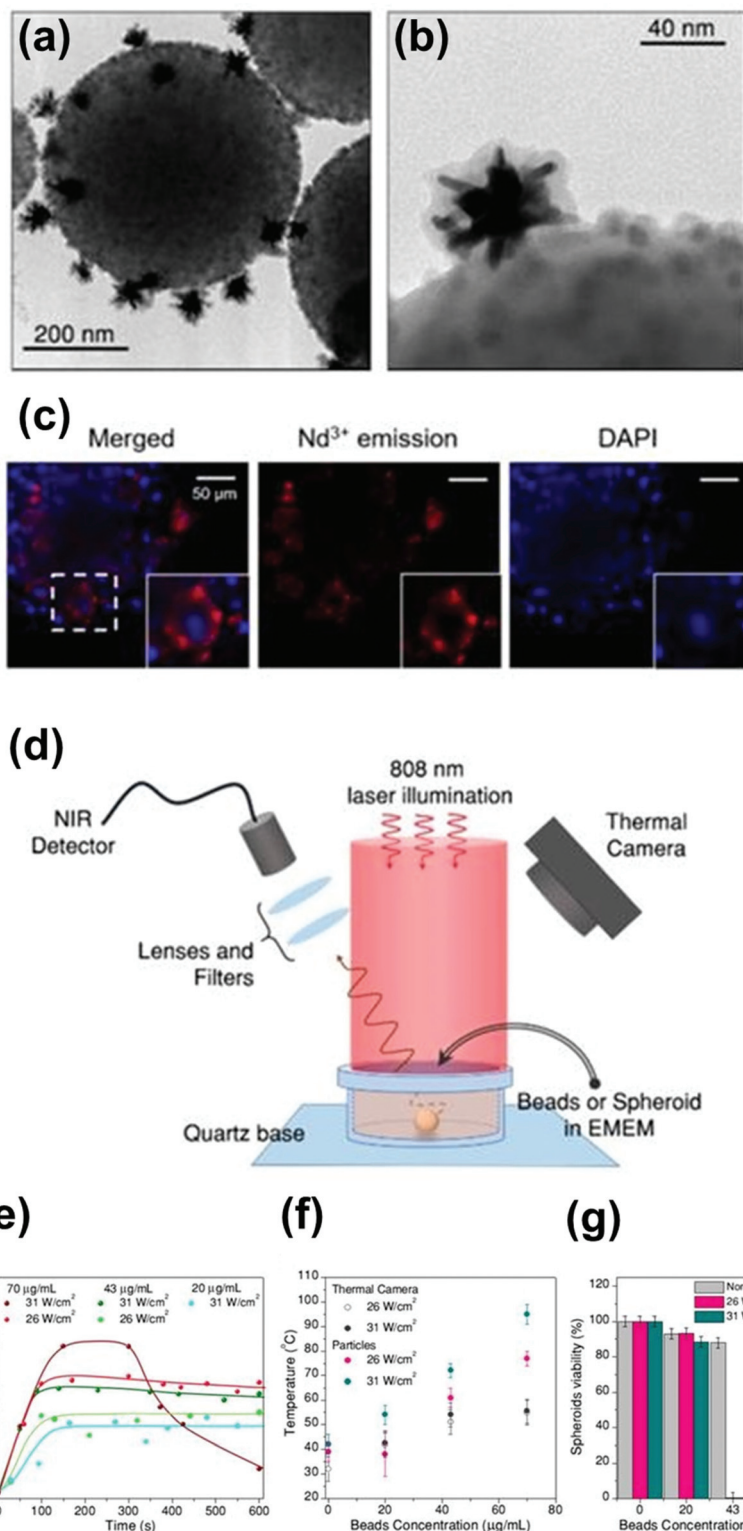 (a)
(b)
40 nm
200 nm
(c)
Merged
Nd³⁺ emission
DAPI
50 µm
(d)
808 nm
laser illumination
NIR
Detector
Thermal
Camera
Lenses and
Filters
Beads or Spheroid
in EMEM
Quartz base
e)
(f)
(g)
70 µg/mL 43 µg/mL 20 µg/mL
31 W/cm² 31 W/cm² 31 W/cm²
26 W/cm² 26 W/cm²
0 100 200 300 400 500 600
Time (s)
Temperature (°C)
110
100
90
80
70
60
50
40
30
20
Thermal Camera
26 W/cm²
31 W/cm²
Particles
26 W/cm²
31 W/cm²
0 20 40 60 80
Beads Concentration (µg/mL)
Spheroids viability (%)
120
100
80
60
40
20
0
26 W
31 W
0 20 43
Beads Concentration